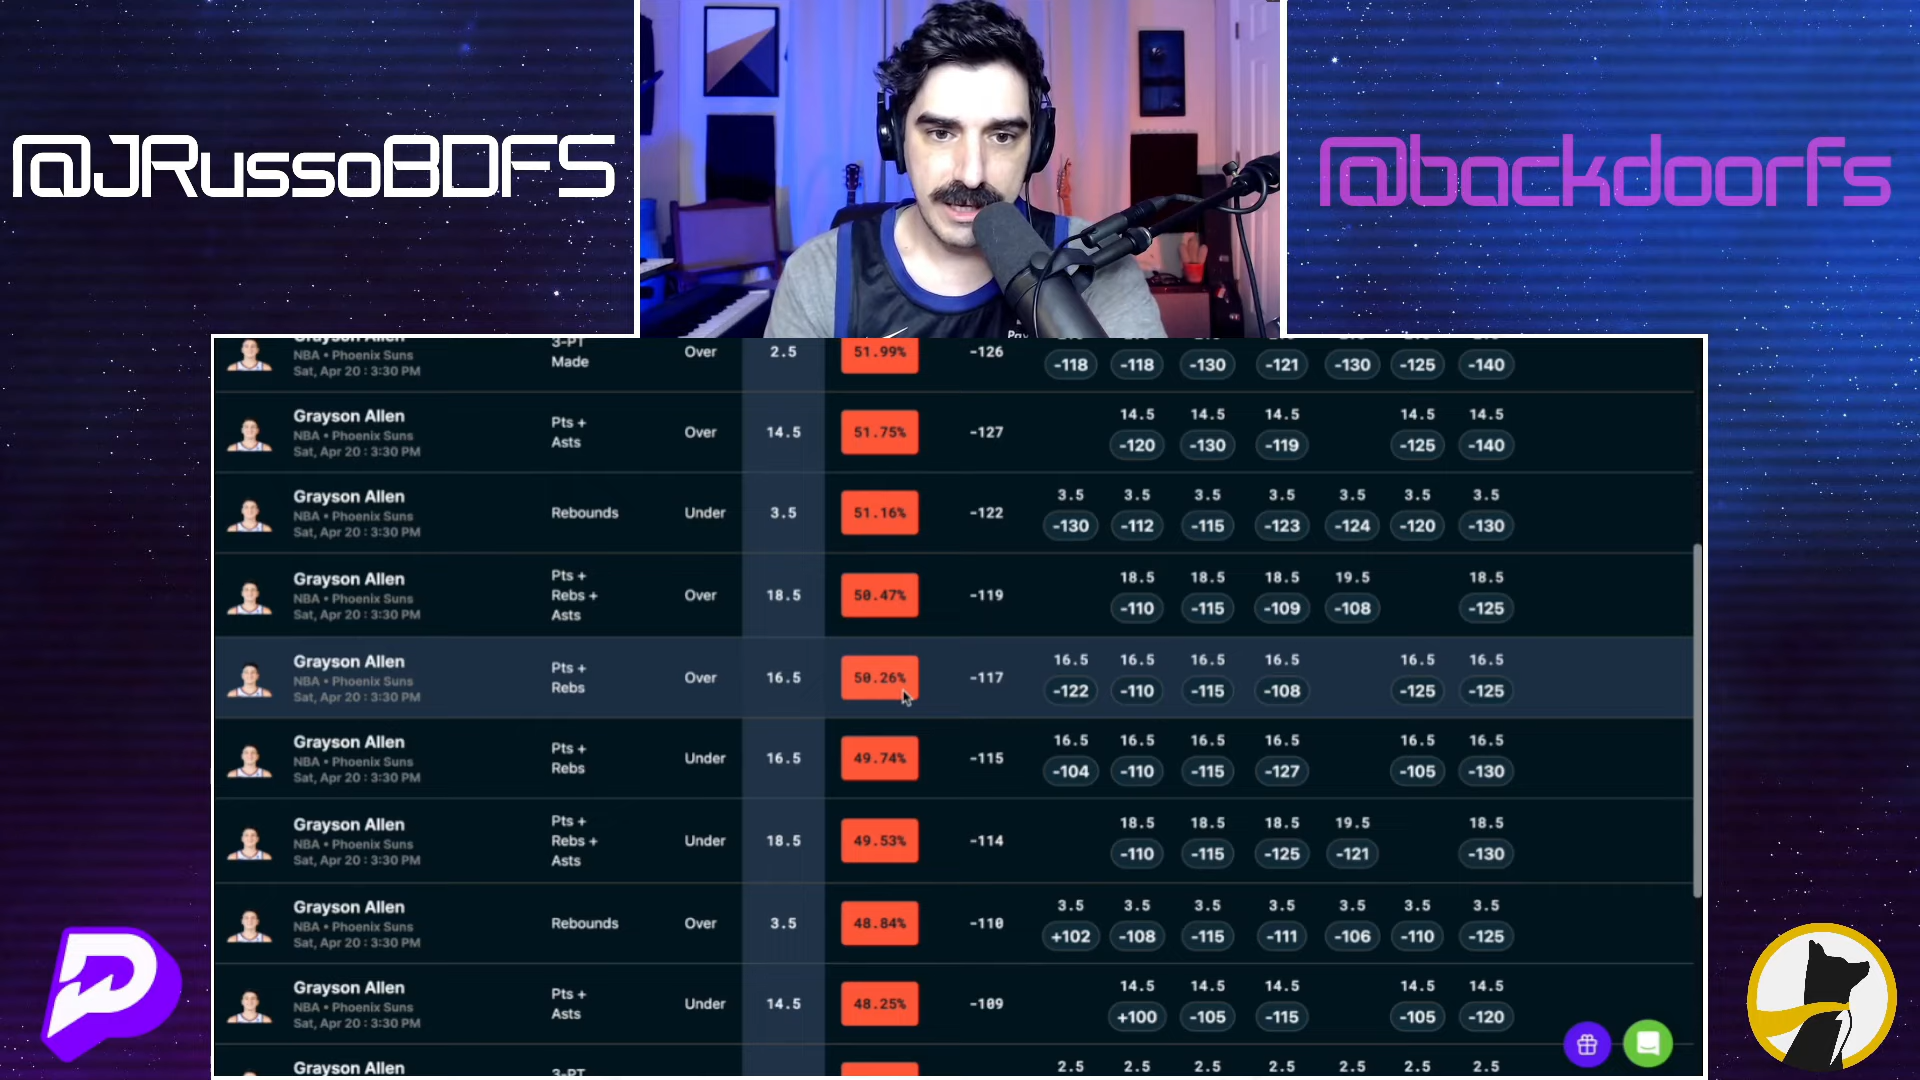 @JRussoBDFS
@backdoorfs
Grayson Allen
NBA • Phoenix Suns
Sat, Apr 20 : 3:30 PM
3-PT
Made
Over
2.5
51.99%
-126
-118 -118 -130 -121 -130 -125 -140
Grayson Allen
NBA • Phoenix Suns
Sat, Apr 20 : 3:30 PM
Pts +
Asts
Over
14.5
51.75%
-127
14.5 14.5 14.5 14.5 14.5
-120 -130 -119 -125 -140
Grayson Allen
NBA • Phoenix Suns
Sat, Apr 20 : 3:30 PM
Rebounds
Under
3.5
51.16%
-122
3.5 3.5 3.5 3.5 3.5 3.5 3.5
-130 -112 -115 -123 -124 -120 -130
Grayson Allen
NBA • Phoenix Suns
Sat, Apr 20 : 3:30 PM
Pts +
Rebs +
Asts
Over
18.5
50.47%
-119
18.5 18.5 18.5 19.5 18.5
-110 -115 -109 -108 -125
Grayson Allen
NBA • Phoenix Suns
Sat, Apr 20 : 3:30 PM
Pts +
Rebs
Over
16.5
50.26%
-117
16.5 16.5 16.5 16.5 16.5 16.5
-122 -110 -115 -108 -125 -125
Grayson Allen
NBA • Phoenix Suns
Sat, Apr 20 : 3:30 PM
Pts +
Rebs
Under
16.5
49.74%
-115
16.5 16.5 16.5 16.5 16.5 16.5
-104 -110 -115 -127 -105 -130
Grayson Allen
NBA • Phoenix Suns
Sat, Apr 20 : 3:30 PM
Pts +
Rebs +
Asts
Under
18.5
49.53%
-114
18.5 18.5 18.5 19.5 18.5
-110 -115 -125 -121 -130
Grayson Allen
NBA • Phoenix Suns
Sat, Apr 20 : 3:30 PM
Rebounds
Over
3.5
48.84%
-110
3.5 3.5 3.5 3.5 3.5 3.5 3.5
+102 -108 -115 -111 -106 -110 -125
Grayson Allen
NBA • Phoenix Suns
Sat, Apr 20 : 3:30 PM
Pts +
Asts
Under
14.5
48.25%
-109
14.5 14.5 14.5 14.5 14.5
+100 -105 -115 -105 -120
Grayson Allen
3-PT
2.5 2.5 2.5 2.5 2.5 2.5 2.5